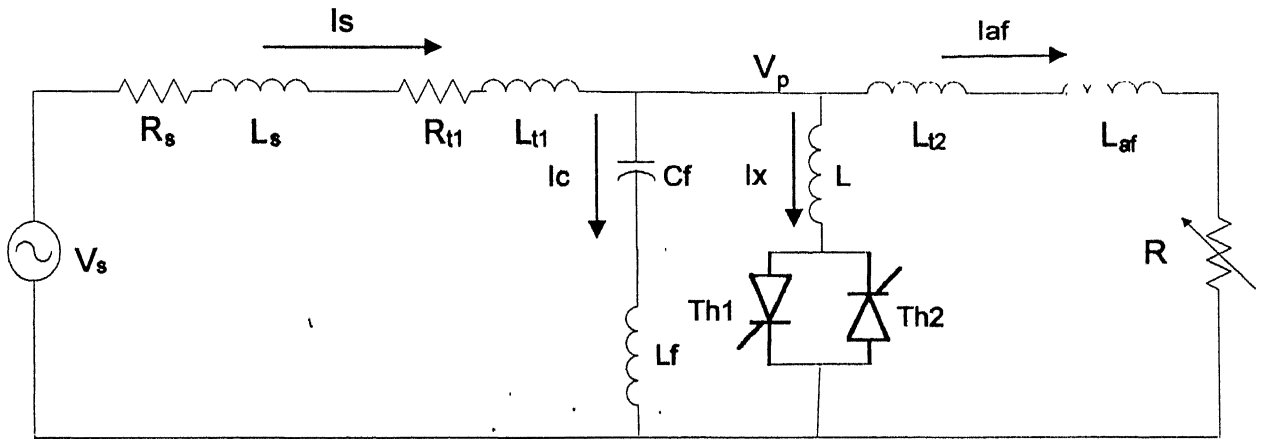 Is
Iaf
Vp
Rs
Ls
Rt1
Lt1
Lt2
Laf
Ic
Cf
Ix
L
Vs
R
Th1
Th2
Lf